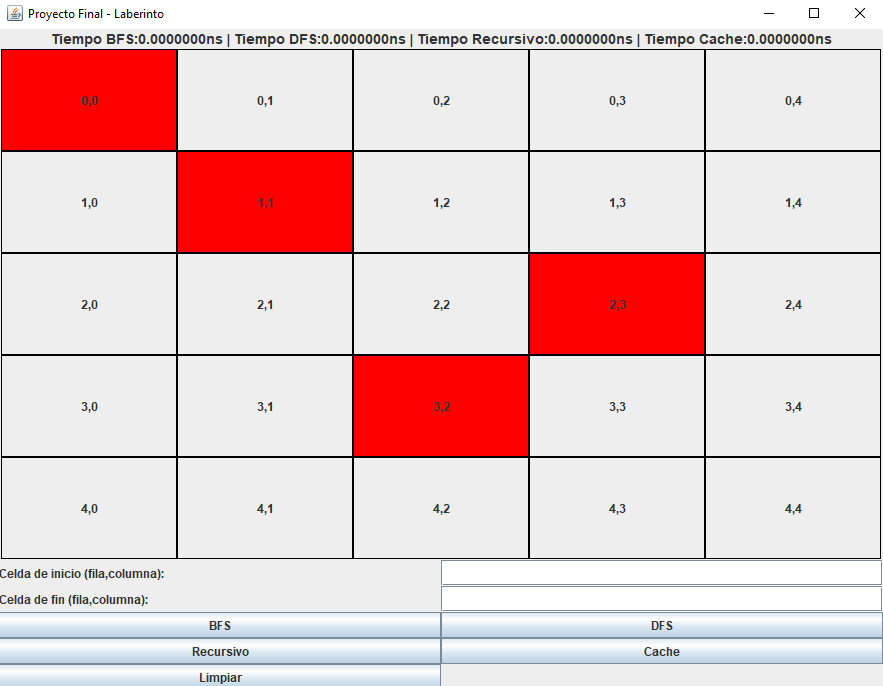 Proyecto Final - Laberinto
Tiempo BFS:0.0000000ns | Tiempo DFS:0.0000000ns | Tiempo Recursivo:0.0000000ns | Tiempo Cache:0.0000000ns
0,0 0,1 0,2 0,3 0,4
1,0 1,1 1,2 1,3 1,4
2,0 2,1 2,2 2,3 2,4
3,0 3,1 3,2 3,3 3,4
4,0 4,1 4,2 4,3 4,4
Celda de inicio (fila,columna):
Celda de fin (fila,columna):
BFS DFS
Recursivo Cache
Limpiar